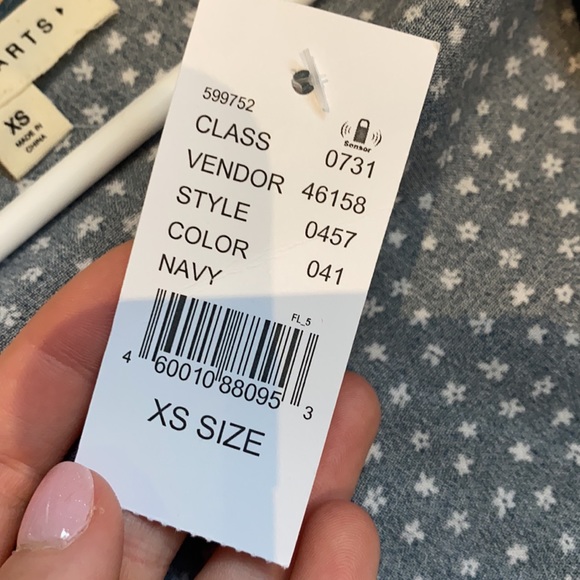 ARTS
XS
MADE IN
CHINA
599752
Sensor
CLASS 0731
VENDOR 46158
STYLE 0457
COLOR 041
NAVY
FL_5
4 60010 88095 3
XS SIZE